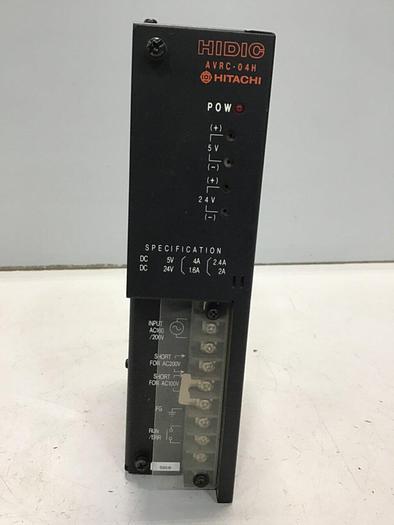 HIDIC
AVRC-04H
HITACHI
POW
(+)
5V
(-)
(+)
24V
(-)
SPECIFICATION
DC 5V 4A 2.4A
DC 24V 1.6A 2A
INPUT
AC100
/200V
SHORT
FOR AC200V
SHORT
FOR AC100V
FG
RUN
/ERR